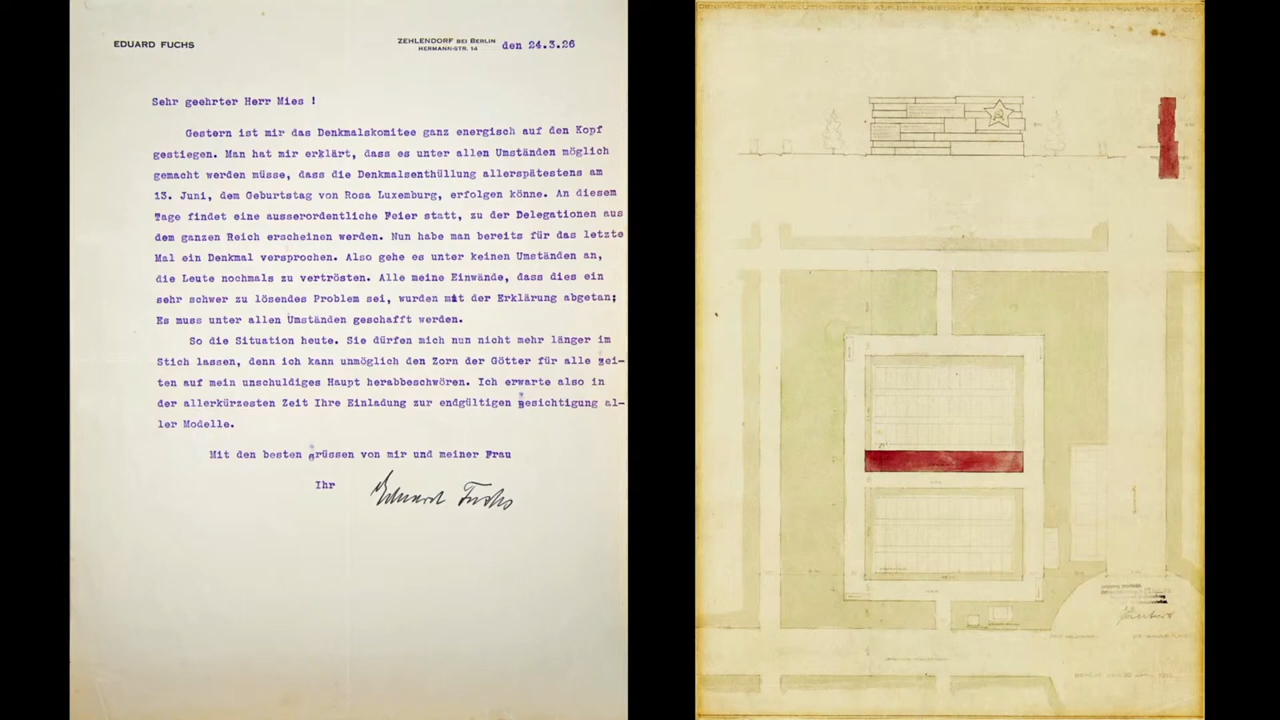 EDUARD FUCHS
ZEHLENDORF BEI BERLIN
HERMANN-STR. 14
den 24.3.26
Sehr geehrter Herr Mies !
Gestern ist mir das Denkmalskomitee ganz energisch auf den Kopf
gestiegen. Man hat mir erklärt, dass es unter allen Umständen möglich
gemacht werden müsse, dass die Denkmalsenthüllung allerspätestens am
13. Juni, dem Geburtstag von Rosa Luxemburg, erfolgen könne. An diesem
Tage findet eine ausserordentliche Feier statt, zu der Delegationen aus
dem ganzen Reich erscheinen werden. Nun habe man bereits für das letzte
Mal ein Denkmal versprochen. Also gehe es unter keinen Umständen an,
die Leute nochmals zu vertrösten. Alle meine Einwände, dass dies ein
sehr schwer zu lösendes Problem sei, wurden mit der Erklärung abgetan;
Es muss unter allen Umständen geschafft werden.
So die Situation heute. Sie dürfen mich nun nicht mehr länger im
Stich lassen, denn ich kann unmöglich den Zorn der Götter für alle zei-
ten auf mein unschuldiges Haupt herabbeschwören. Ich erwarte also in
der allerkürzesten Zeit Ihre Einladung zur endgültigen Besichtigung al-
ler Modelle.
Mit den besten grüssen von mir und meiner Frau
Ihr
Eduard Fuchs
DENKMAL DER REVOLUTIONSOPFER AUF DEM FRIEDHOF